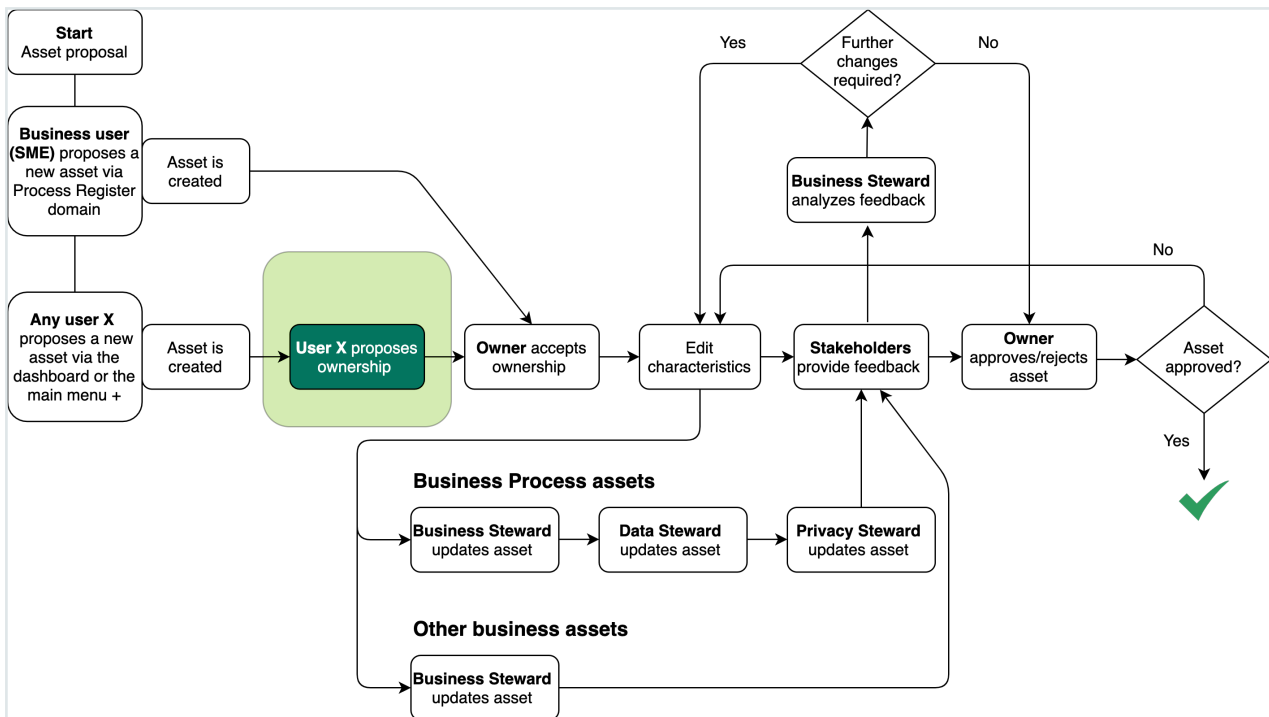 Start
Asset proposal
Business user
(SME) proposes a
new asset via
Process Register
domain
Asset is
created
Any user X
proposes a new
asset via the
dashboard or the
main menu +
Asset is
created
User X proposes
ownership
Owner accepts
ownership
Edit
characteristics
Stakeholders
provide feedback
Business Steward
analyzes feedback
Further
changes
required?
Yes
No
Owner
approves/rejects
asset
Asset
approved?
No
Yes
Business Process assets
Business Steward
updates asset
Data Steward
updates asset
Privacy Steward
updates asset
Other business assets
Business Steward
updates asset